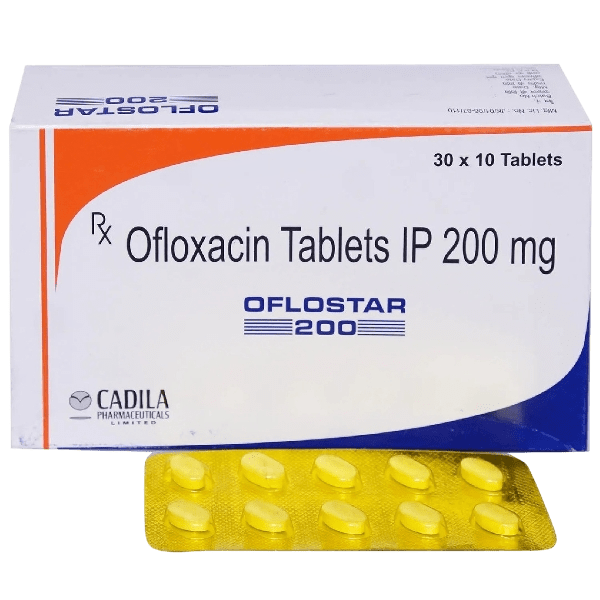 OFLOSTAR
200
30 x 10 Tablets
Rx Ofloxacin Tablets IP 200 mg
OFLOSTAR
200
CADILA
PHARMACEUTICALS
LIMITED